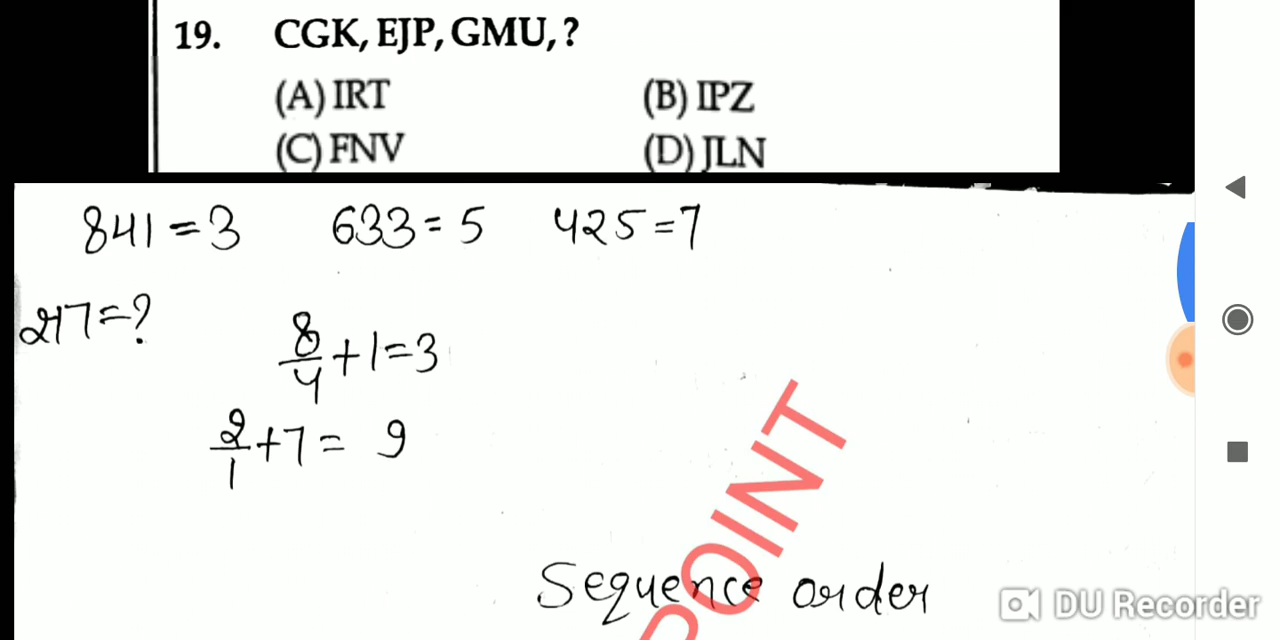 19. CGK, EJP, GMU, ?
(A) IRT (B) IPZ
(C) FNV (D) JLN
841 = 3 633 = 5 425 = 7
217 = ?
8/4 + 1 = 3
2/1 + 7 = 9
POINT
Sequence order
DU Recorder